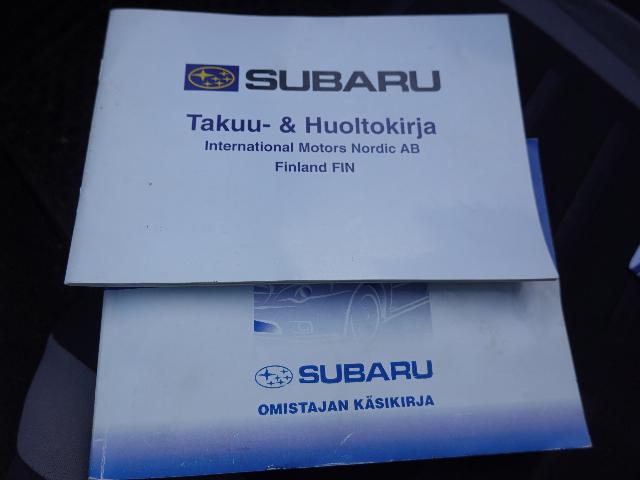 SUBARU
Takuu- & Huoltokirja
International Motors Nordic AB
Finland FIN
SUBARU
OMISTAJAN KÄSIKIRJA